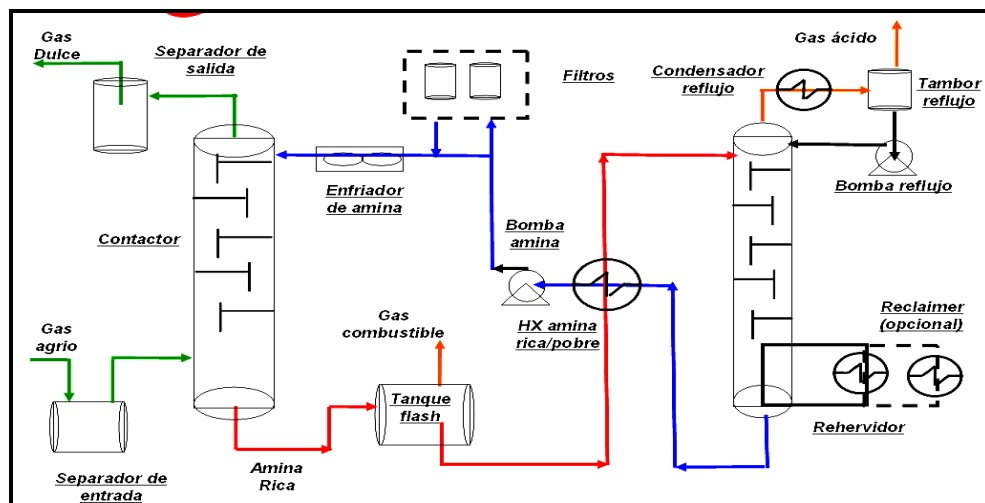 Gas
Dulce
Separador de
salida
Filtros
Condensador
reflujo
Gas ácido
Tambor
reflujo
Bomba reflujo
Enfriador
de amina
Contactor
Bomba
amina
HX amina
rica/pobre
Reclaimer
(opcional)
Gas
agrio
Gas
combustible
Tanque
flash
Rehervidor
Amina
Rica
Separador de
entrada